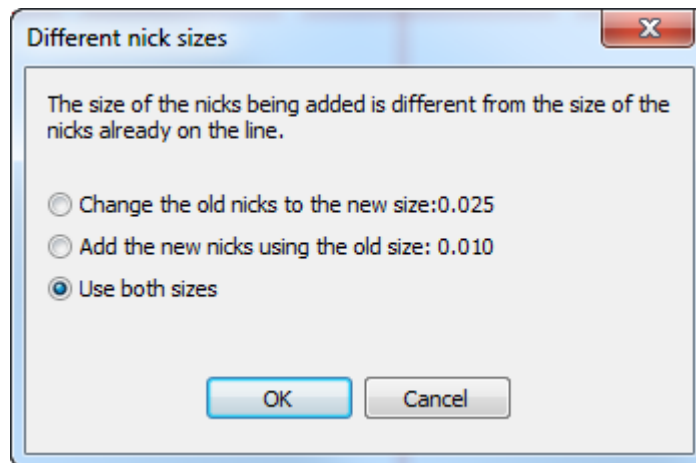 Different nick sizes
The size of the nicks being added is different from the size of the
nicks already on the line.
Change the old nicks to the new size:0.025
Add the new nicks using the old size: 0.010
Use both sizes
OK Cancel